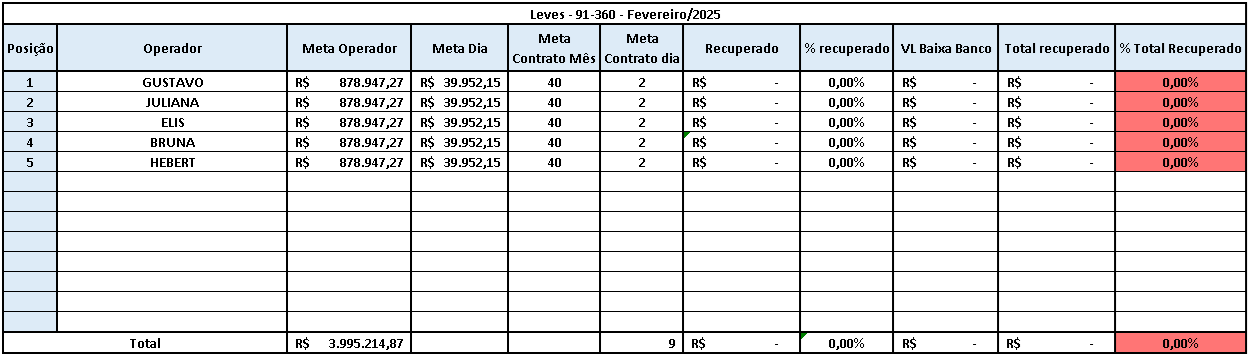 Leves - 91-360 - Fevereiro/2025
Posição Operador Meta Operador Meta Dia Meta Contrato Mês Meta Contrato dia Recuperado % recuperado VL Baixa Banco Total recuperado % Total Recuperado
1 GUSTAVO R$ 878.947,27 R$ 39.952,15 40 2 R$ - 0,00% R$ - R$ - 0,00%
2 JULIANA R$ 878.947,27 R$ 39.952,15 40 2 R$ - 0,00% R$ - R$ - 0,00%
3 ELIS R$ 878.947,27 R$ 39.952,15 40 2 R$ - 0,00% R$ - R$ - 0,00%
4 BRUNA R$ 878.947,27 R$ 39.952,15 40 2 R$ - 0,00% R$ - R$ - 0,00%
5 HEBERT R$ 878.947,27 R$ 39.952,15 40 2 R$ - 0,00% R$ - R$ - 0,00%
Total R$ 3.995.214,87 9 R$ - 0,00% R$ - R$ - 0,00%